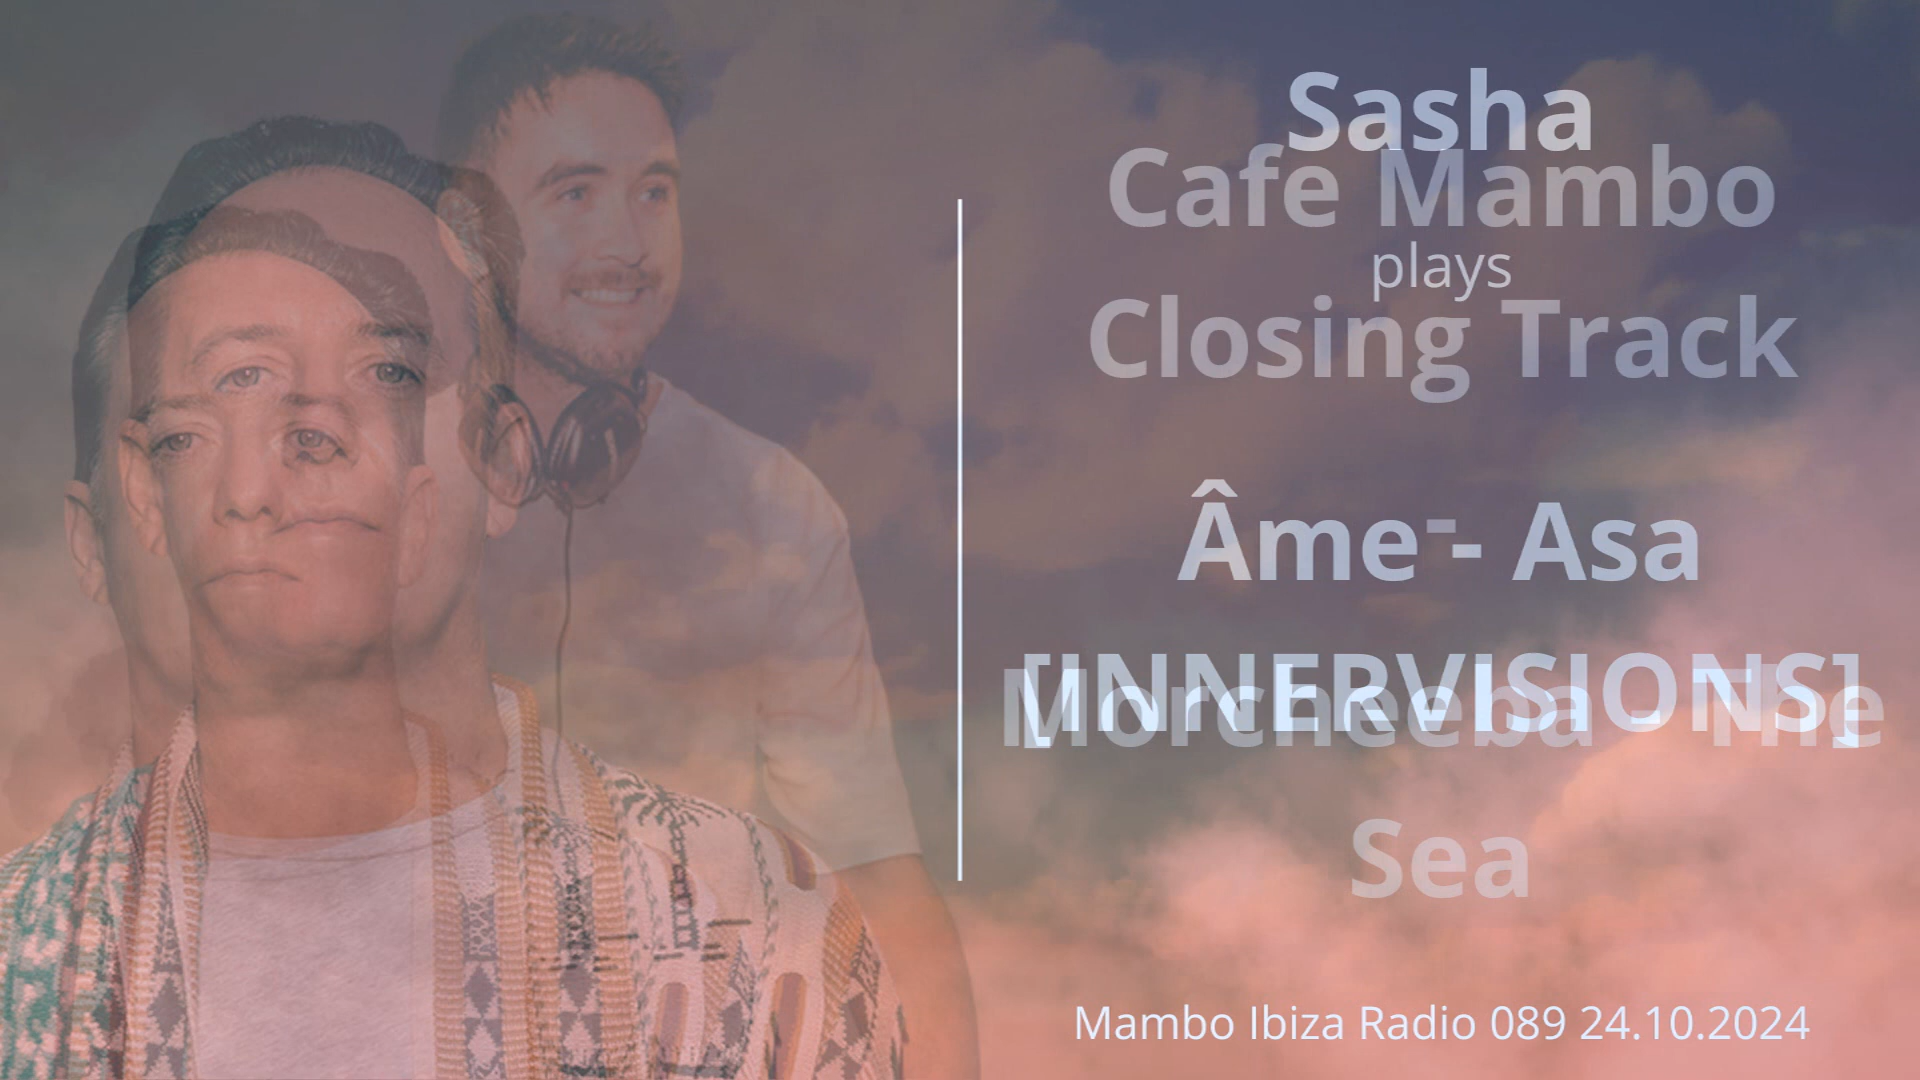 Sasha
Cafe Mambo
plays
Closing Track
-
Âme - Asa
[INNERVISIONS]
Morcheeba - The
Sea
Mambo Ibiza Radio 089 24.10.2024